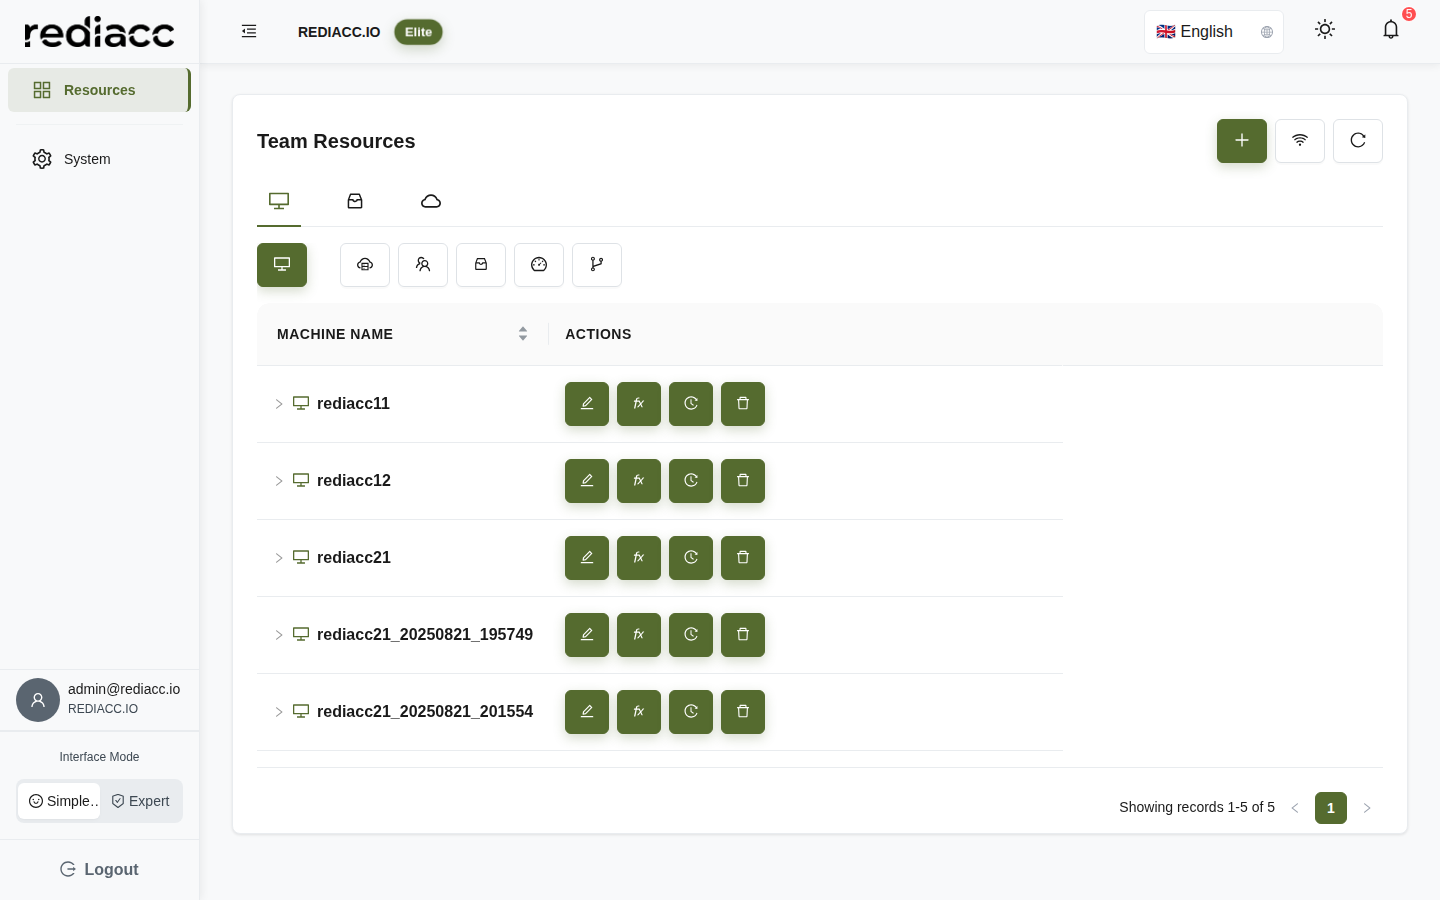 rediacc
REDIACC.IO
Elite
English
5
Resources
System
Team Resources
MACHINE NAME
ACTIONS
rediacc11
fx
rediacc12
fx
rediacc21
fx
rediacc21_20250821_195749
fx
rediacc21_20250821_201554
fx
Showing records 1-5 of 5
1
admin@rediacc.io
REDIACC.IO
Interface Mode
Simple…
Expert
Logout